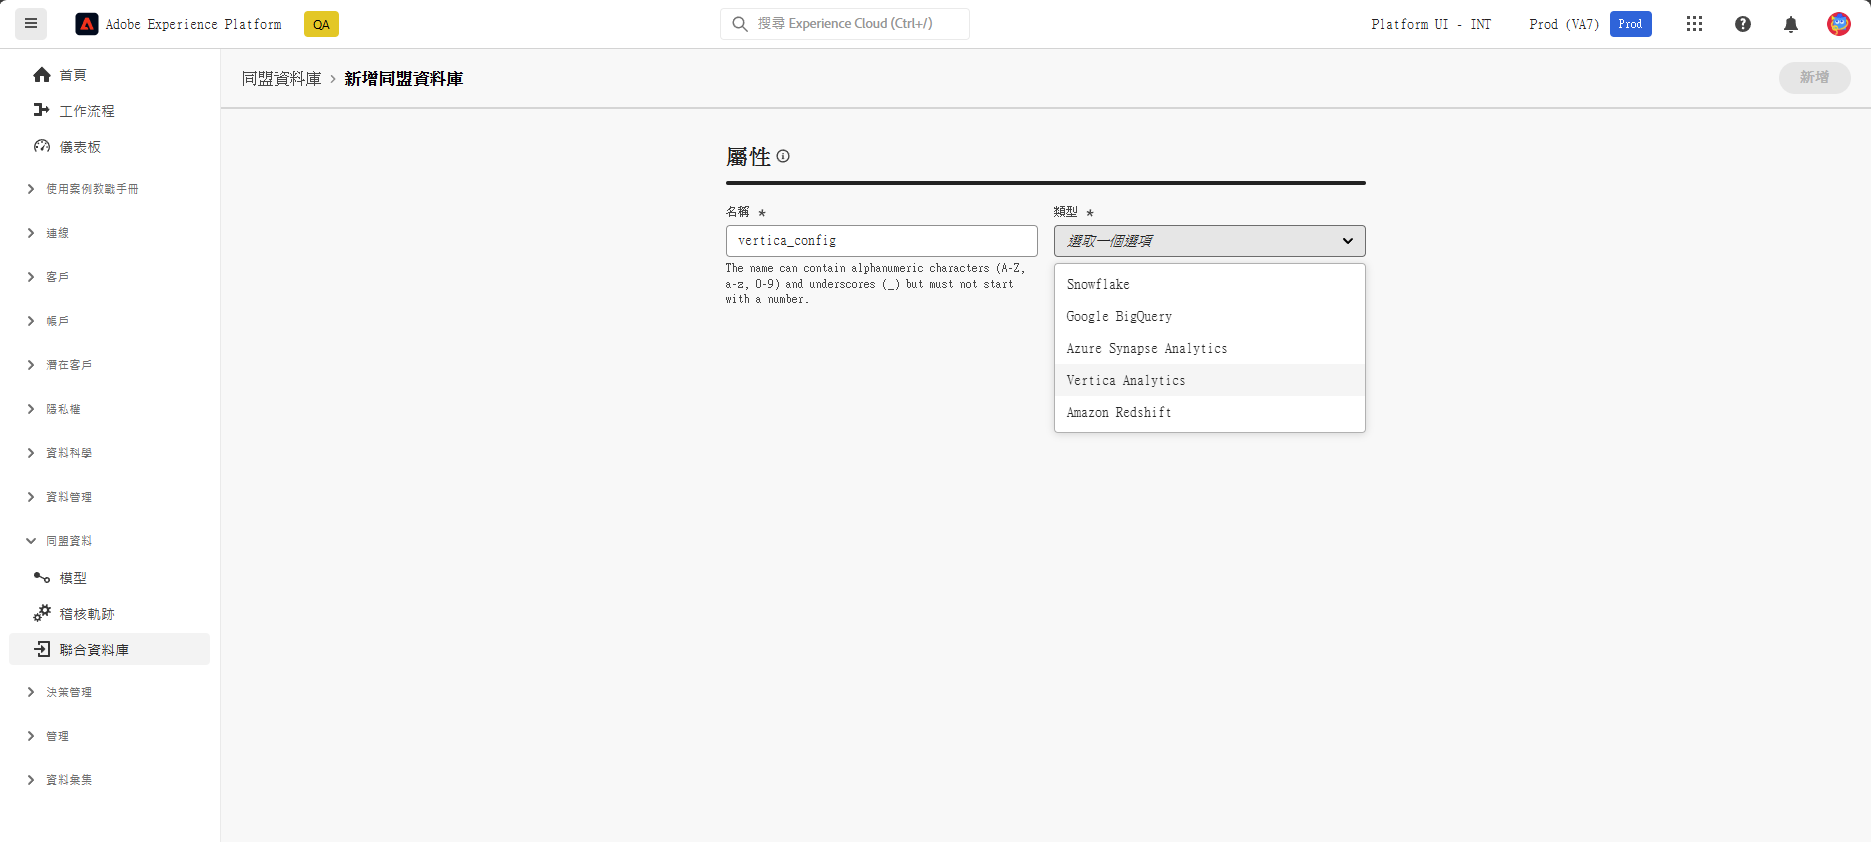 Adobe Experience Platform
QA
搜尋 Experience Cloud (Ctrl+/)
Platform UI - INT
Prod (VA7)
Prod
首頁
工作流程
儀表板
使用案例教戰手冊
連線
客戶
帳戶
潛在客戶
隱私權
資料科學
資料管理
同盟資料
模型
稽核軌跡
聯合資料庫
決策管理
管理
資料彙集
同盟資料庫 › 新增同盟資料庫
新增
屬性
名稱 *
vertica_config
The name can contain alphanumeric characters (A-Z,
a-z, 0-9) and underscores (_) but must not start
with a number.
類型 *
選取一個選項
Snowflake
Google BigQuery
Azure Synapse Analytics
Vertica Analytics
Amazon Redshift